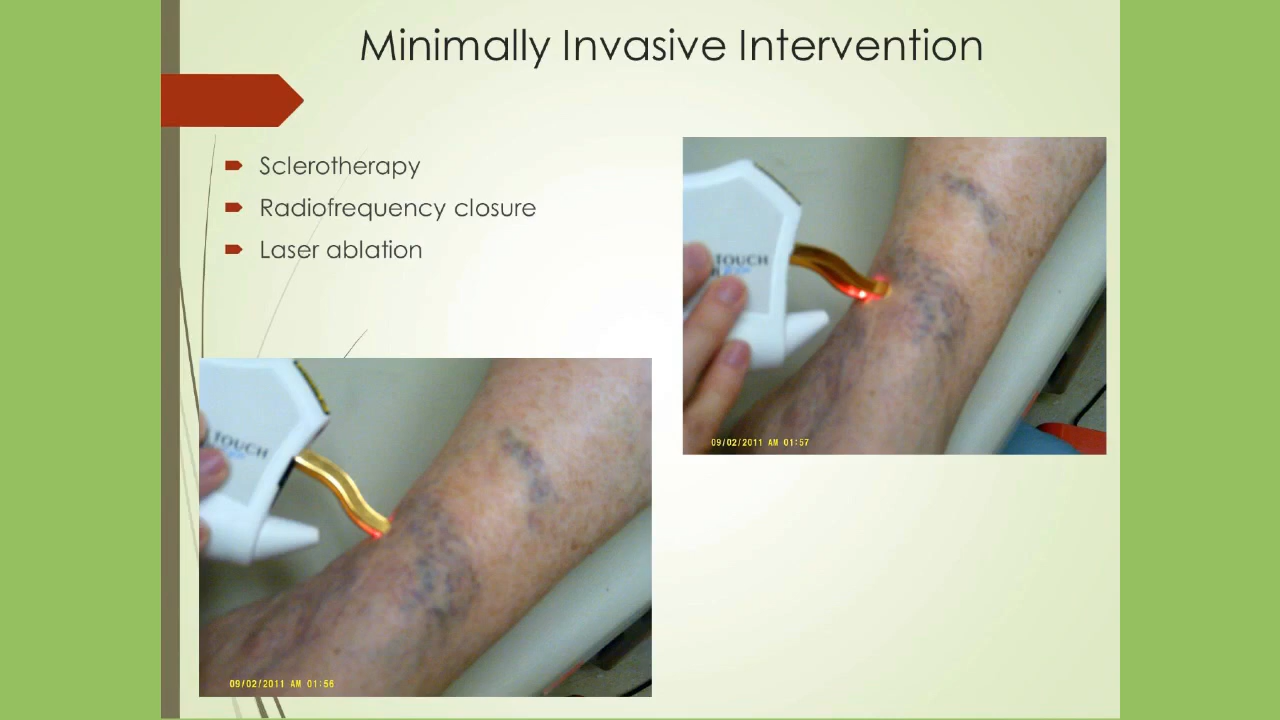 Minimally Invasive Intervention
Sclerotherapy
Radiofrequency closure
Laser ablation
TOUCH
09/02/2011 AM 01:57
TOUCH
09/02/2011 AM 01:56